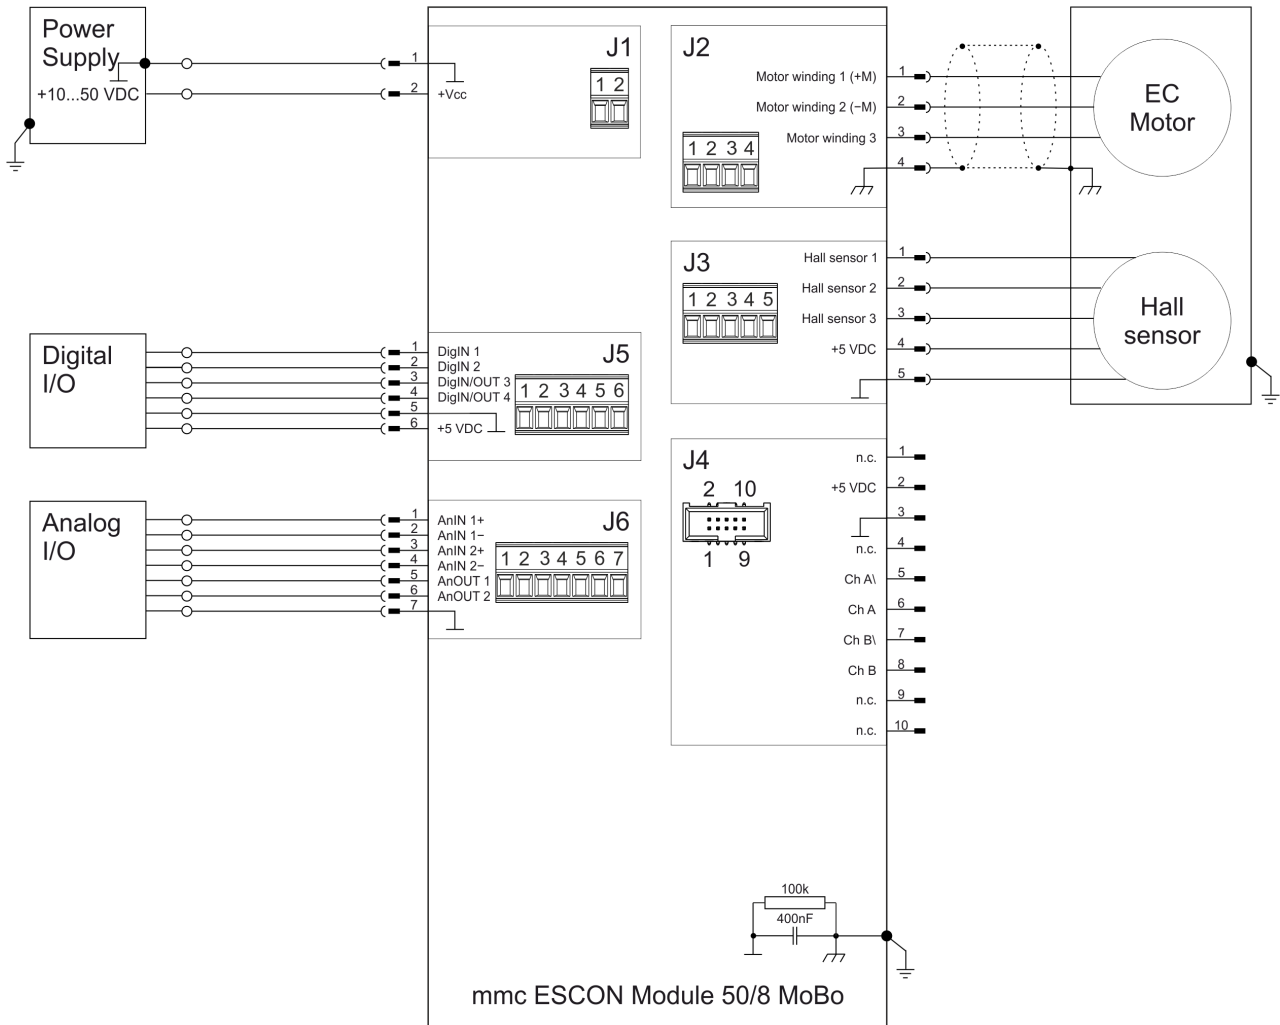 Power
Supply
+10...50 VDC
1
2
+Vcc
J1
1 2
J2
1 2 3 4
Motor winding 1 (+M)
Motor winding 2 (−M)
Motor winding 3
1
2
3
4
EC
Motor
J3
1 2 3 4 5
Hall sensor 1
Hall sensor 2
Hall sensor 3
+5 VDC
1
2
3
4
5
Hall
sensor
Digital
I/O
1
2
3
4
5
6
DigIN 1
DigIN 2
DigIN/OUT 3
DigIN/OUT 4
+5 VDC
J5
1 2 3 4 5 6
Analog
I/O
1
2
3
4
5
6
7
AnIN 1+
AnIN 1−
AnIN 2+
AnIN 2−
AnOUT 1
AnOUT 2
J6
1 2 3 4 5 6 7
J4
2 10
1 9
n.c.
+5 VDC
n.c.
Ch A\
Ch A
Ch B\
Ch B
n.c.
n.c.
1
2
3
4
5
6
7
8
9
10
100k
400nF
mmc ESCON Module 50/8 MoBo